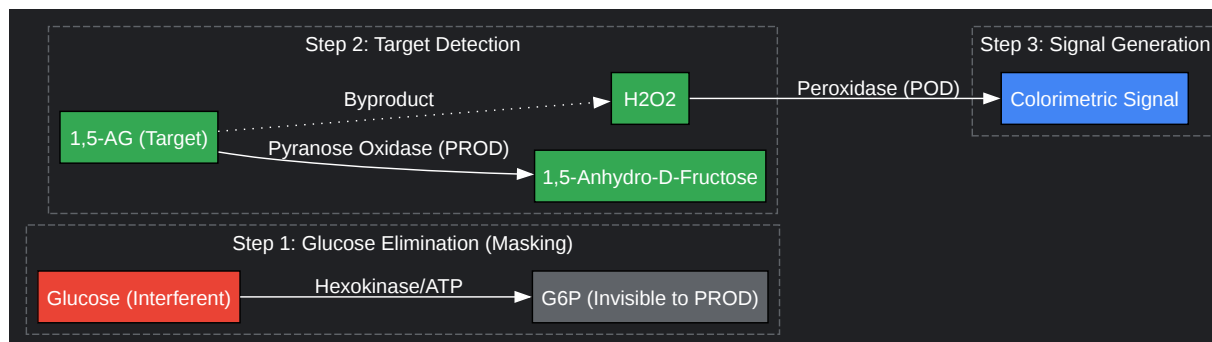 Step 2: Target Detection
Step 3: Signal Generation
Byproduct
H2O2
Peroxidase (POD)
Colorimetric Signal
1,5-AG (Target)
Pyranose Oxidase (PROD)
1,5-Anhydro-D-Fructose
Step 1: Glucose Elimination (Masking)
Glucose (Interferent)
Hexokinase/ATP
G6P (Invisible to PROD)